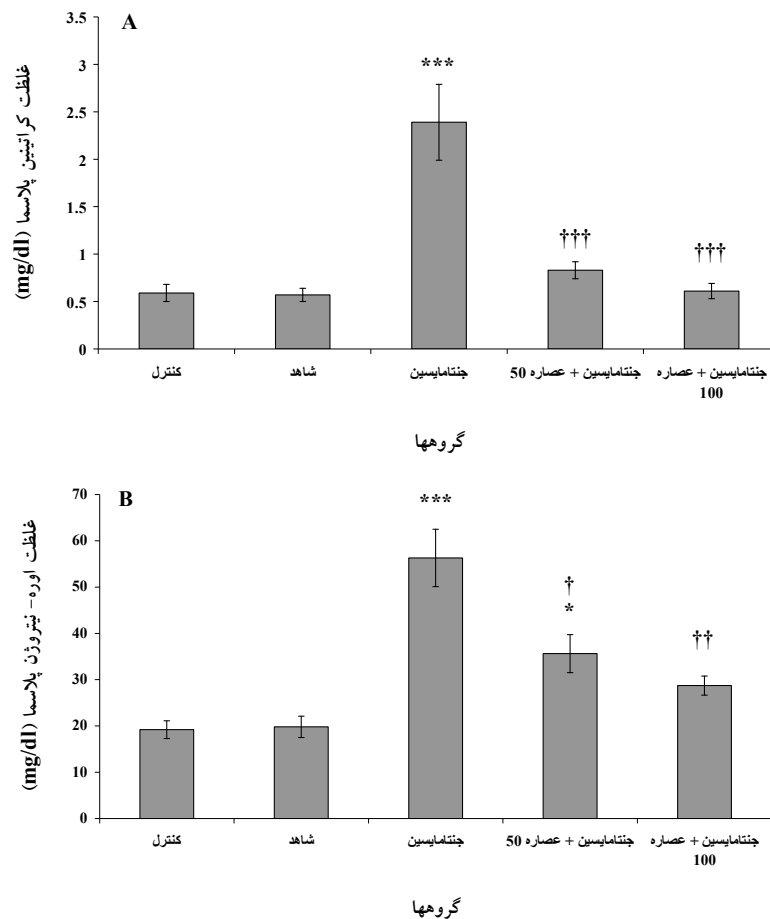 A
غلظت کراتینین پلاسما (mg/dl)
3.5
3
2.5
2
1.5
1
0.5
0
***
†††
†††
کنترل
شاهد
جنتامایسین
جنتامایسین + عصاره 50
جنتامایسین + عصاره
100
گروهها
B
غلظت اوره- نیتروژن پلاسما (mg/dl)
70
60
50
40
30
20
10
0
***
†
*
††
کنترل
شاهد
جنتامایسین
جنتامایسین + عصاره 50
جنتامایسین + عصاره
100
گروهها